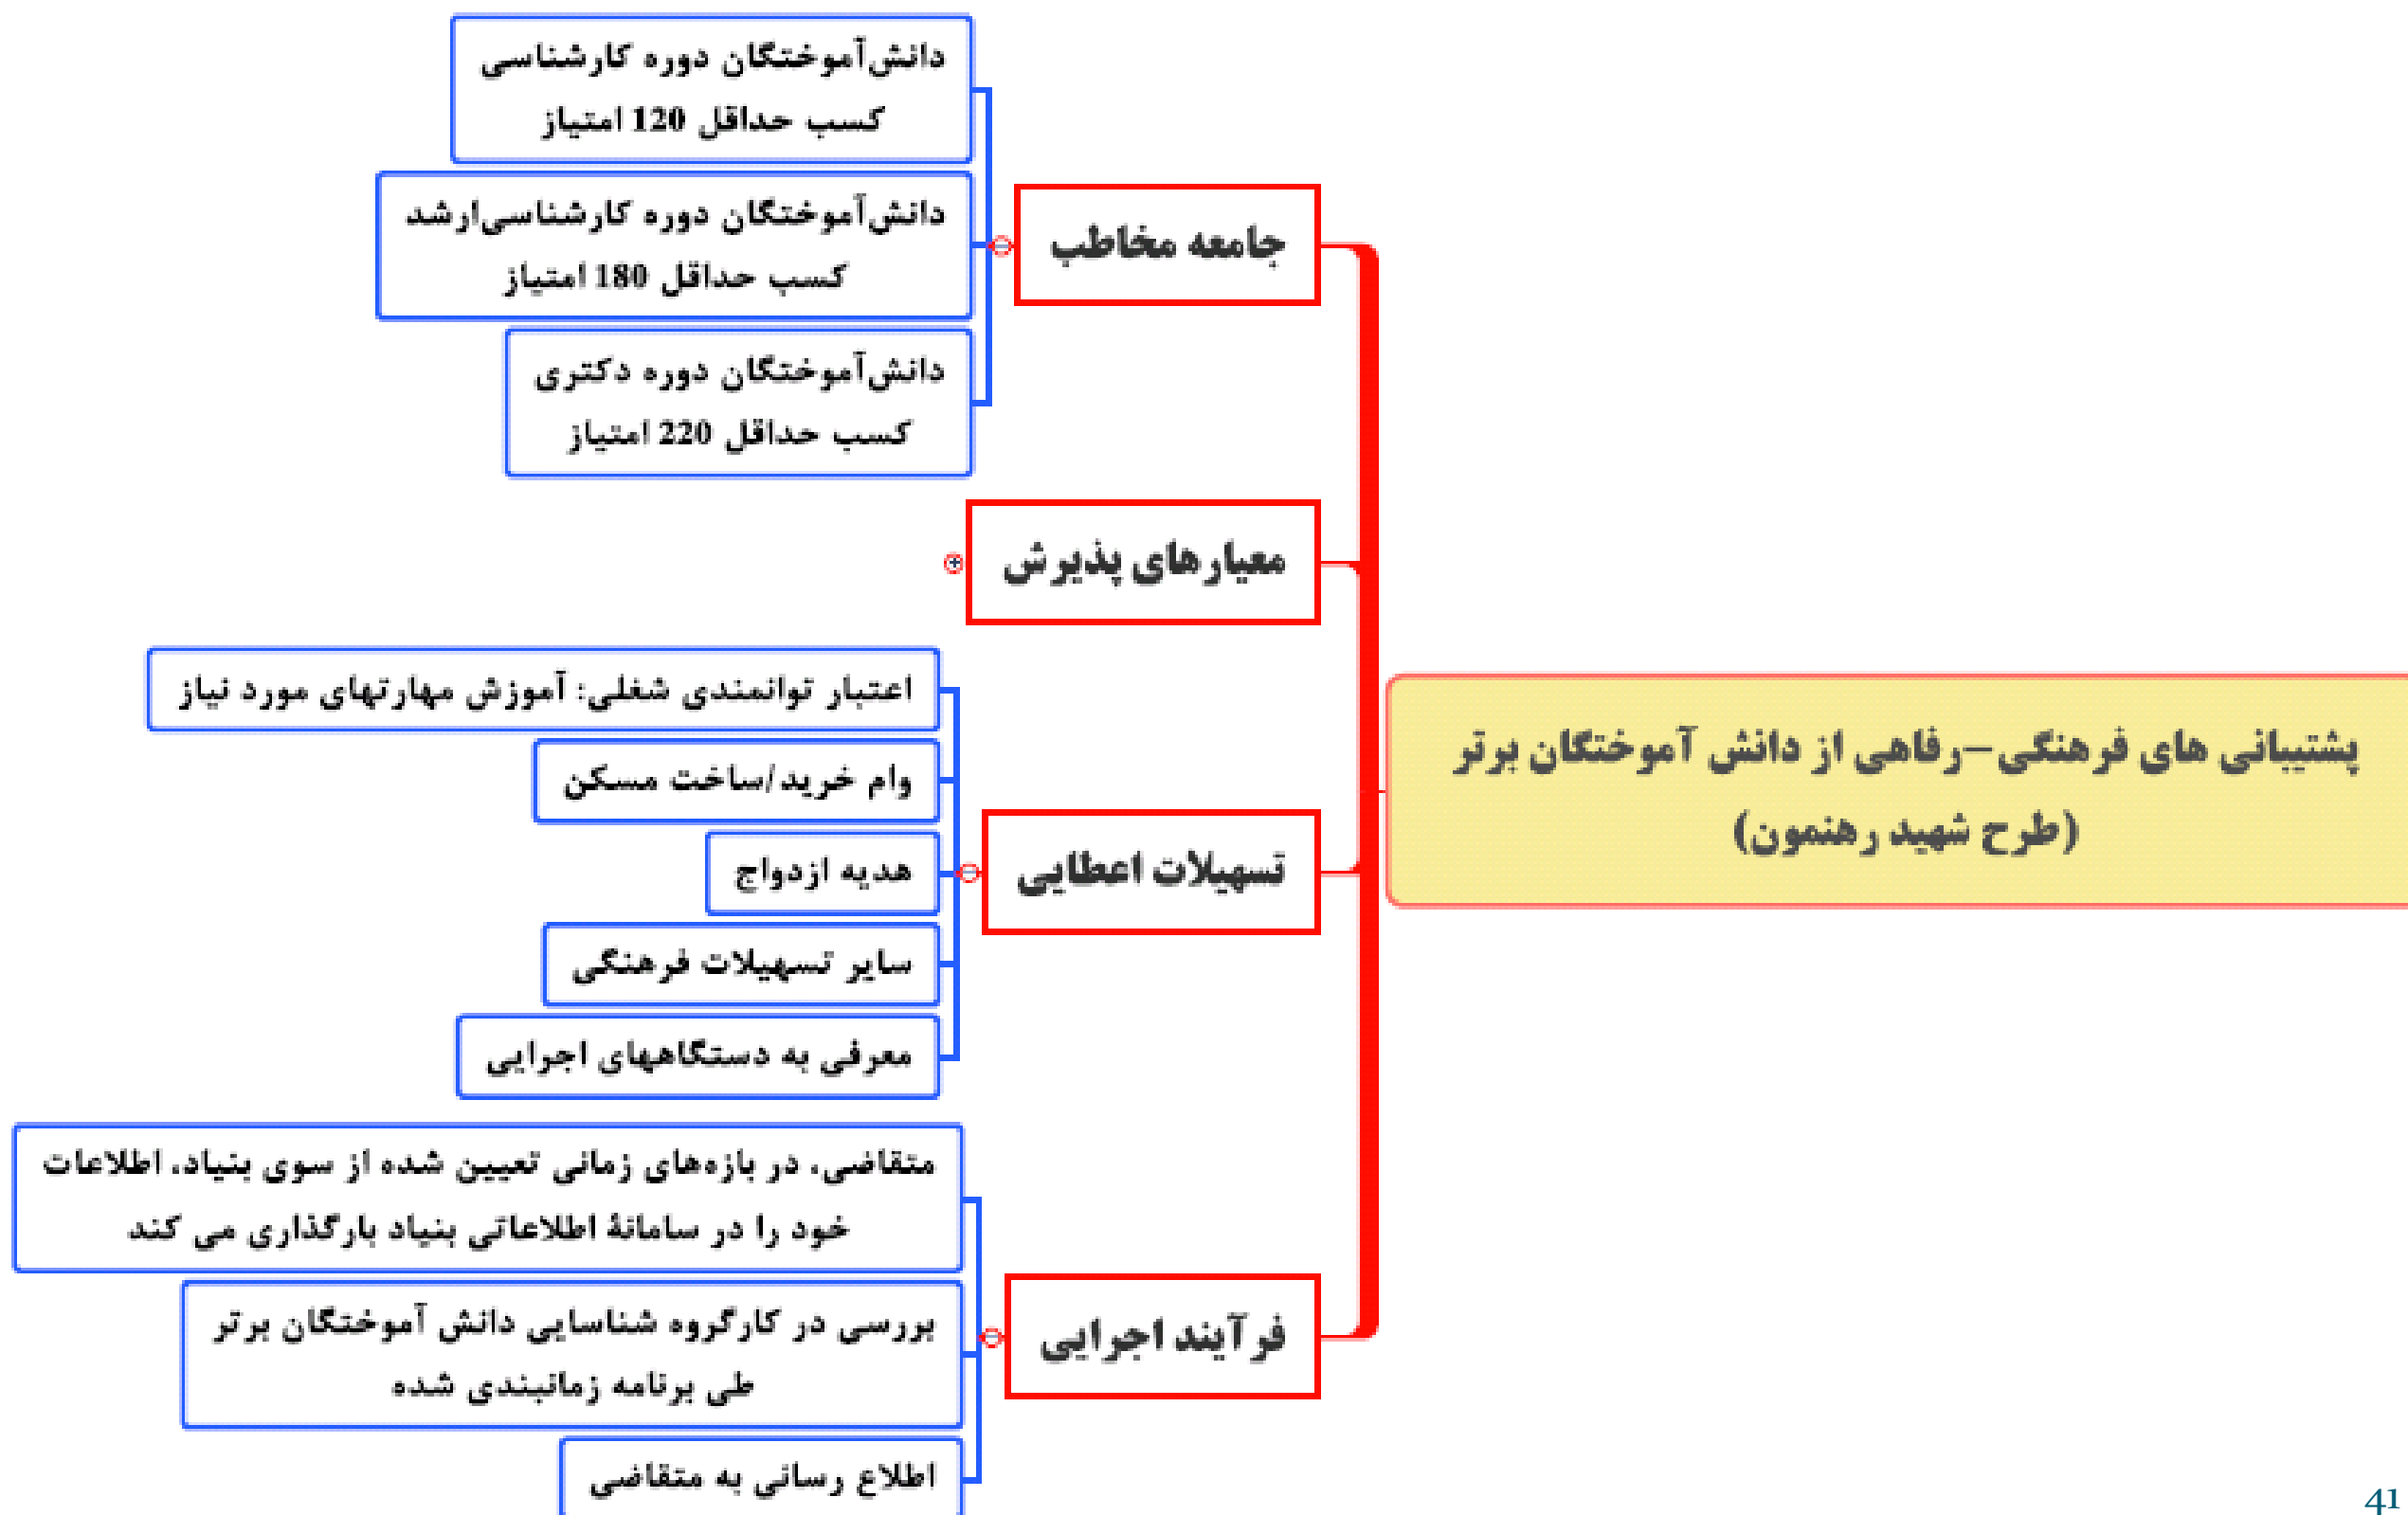 پشتیبانی های فرهنگی-رفاهی از دانش آموختگان برتر
(طرح شهید رهنمون)
جامعه مخاطب
دانش‌آموختگان دوره کارشناسی
کسب حداقل 120 امتیاز
دانش‌آموختگان دوره کارشناسی‌ارشد
کسب حداقل 180 امتیاز
دانش‌آموختگان دوره دکتری
کسب حداقل 220 امتیاز
معیارهای پذیرش
تسهیلات اعطایی
اعتبار توانمندی شغلی: آموزش مهارتهای مورد نیاز
وام خرید/ساخت مسکن
هدیه ازدواج
سایر تسهیلات فرهنگی
معرفی به دستگاههای اجرایی
فرآیند اجرایی
متقاضی، در بازه‌های زمانی تعیین شده از سوی بنیاد، اطلاعات
خود را در سامانهٔ اطلاعاتی بنیاد بارگذاری می کند
بررسی در کارگروه شناسایی دانش آموختگان برتر
طی برنامه زمانبندی شده
اطلاع رسانی به متقاضی
41